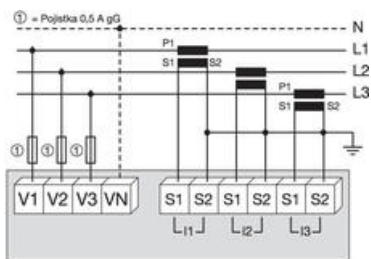 ① = Pojistka 0,5 A gG
N
P1 L1
S1 S2 L2
P1 L3
S1 S2
① ① ①
V1 V2 V3 VN S1 S2 S1 S2 S1 S2
I1 I2 I3